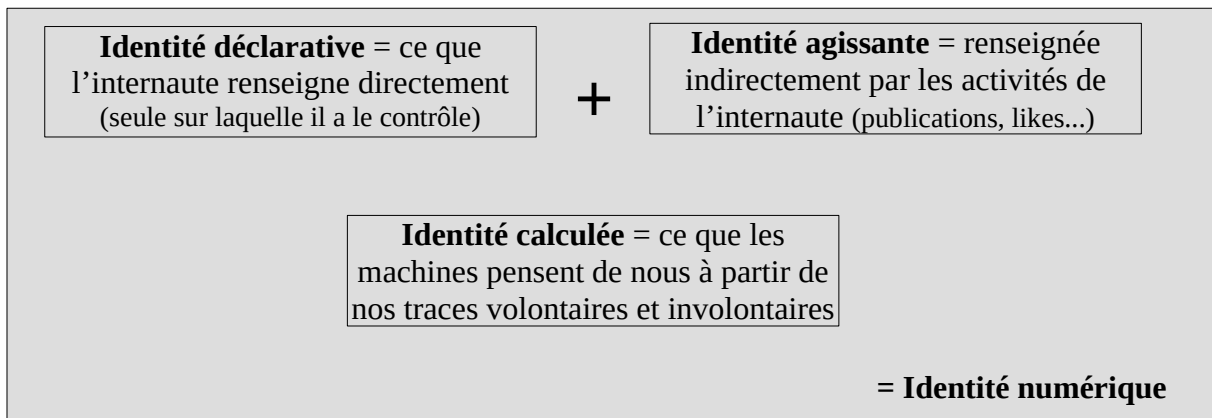 Identité déclarative = ce que
l’internaute renseigne directement
(seule sur laquelle il a le contrôle)
+
Identité agissante = renseignée
indirectement par les activités de
l’internaute (publications, likes...)
Identité calculée = ce que les
machines pensent de nous à partir de
nos traces volontaires et involontaires
= Identité numérique